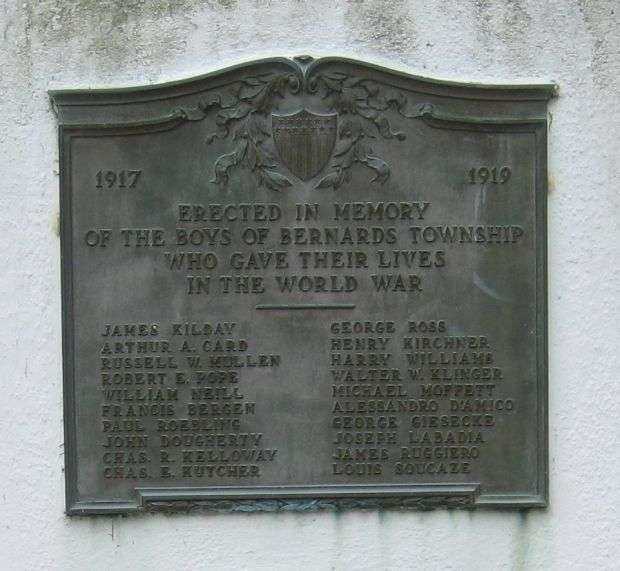 1917 1919
ERECTED IN MEMORY
OF THE BOYS OF BERNARDS TOWNSHIP
WHO GAVE THEIR LIVES
IN THE WORLD WAR
JAMES KILDAY
ARTHUR A. CARD
RUSSELL W. MULLEN
ROBERT E. POPE
WILLIAM NEILL
FRANCIS BERGEN
PAUL ROEBLING
JOHN DOUGHERTY
CHAS. R. KELLOWAY
CHAS. E. KUTCHER
GEORGE ROSS
HENRY KIRCHNER
HARRY WILLIAMS
WALTER W. KLINGER
MICHAEL MOFFETT
ALESSANDRO D'AMICO
GEORGE GIESECKE
JOSEPH LABADIA
JAMES RUGGIERO
LOUIS SOUCAZE